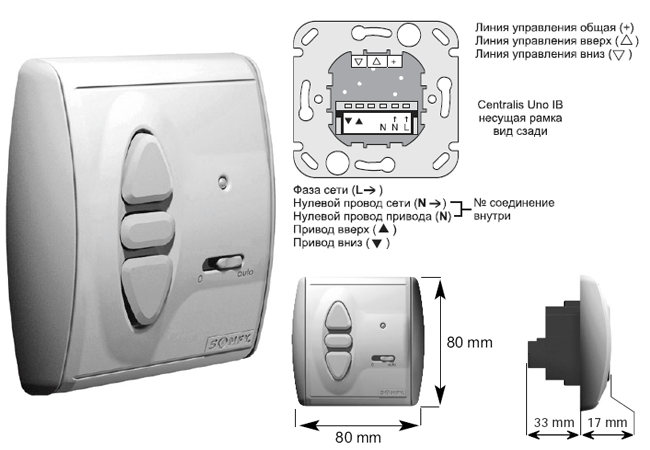 Линия управления общая (+)
Линия управления вверх (△)
Линия управления вниз (▽)
▽ △ +
Centralis Uno IB
несущая рамка
вид сзади
▼▲ N N L
Фаза сети (L➔)
Нулевой провод сети (N ➔)
Нулевой провод привода (N)
№ соединение
внутри
Привод вверх (▲)
Привод вниз (▼)
0 auto
SOMFY
80 mm
80 mm
33 mm
17 mm